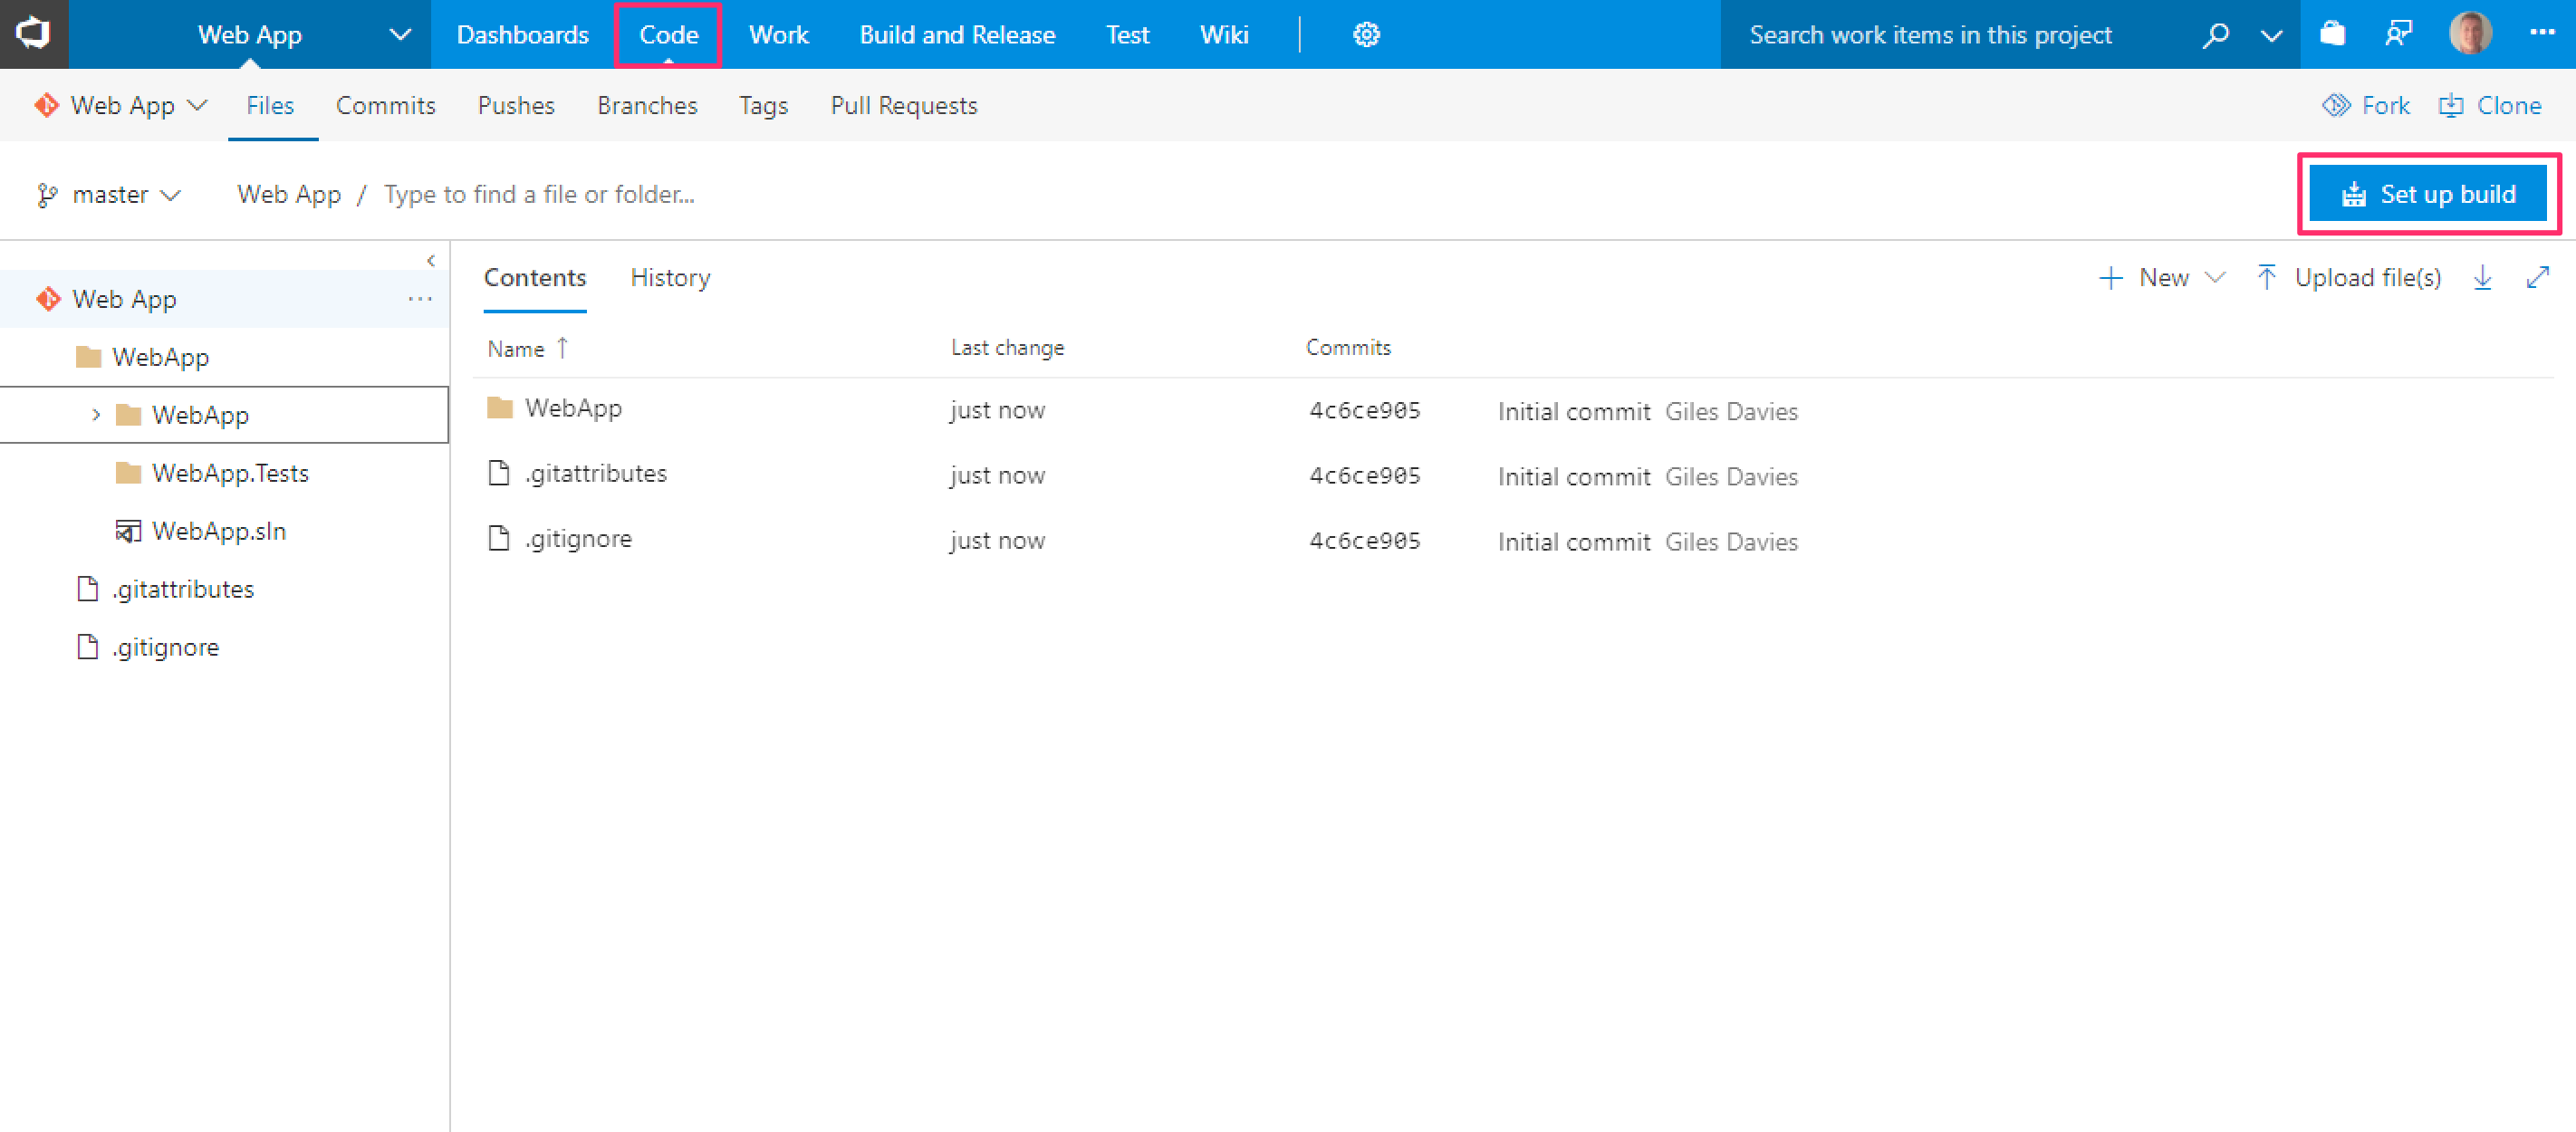 Web App Dashboards Code Work Build and Release Test Wiki Search work items in this project
Web App Files Commits Pushes Branches Tags Pull Requests Fork Clone
master Web App / Type to find a file or folder... Set up build
Web App
WebApp
WebApp
WebApp.Tests
WebApp.sln
.gitattributes
.gitignore
Contents History New Upload file(s)
Name Last change Commits
WebApp just now 4c6ce905 Initial commit Giles Davies
.gitattributes just now 4c6ce905 Initial commit Giles Davies
.gitignore just now 4c6ce905 Initial commit Giles Davies